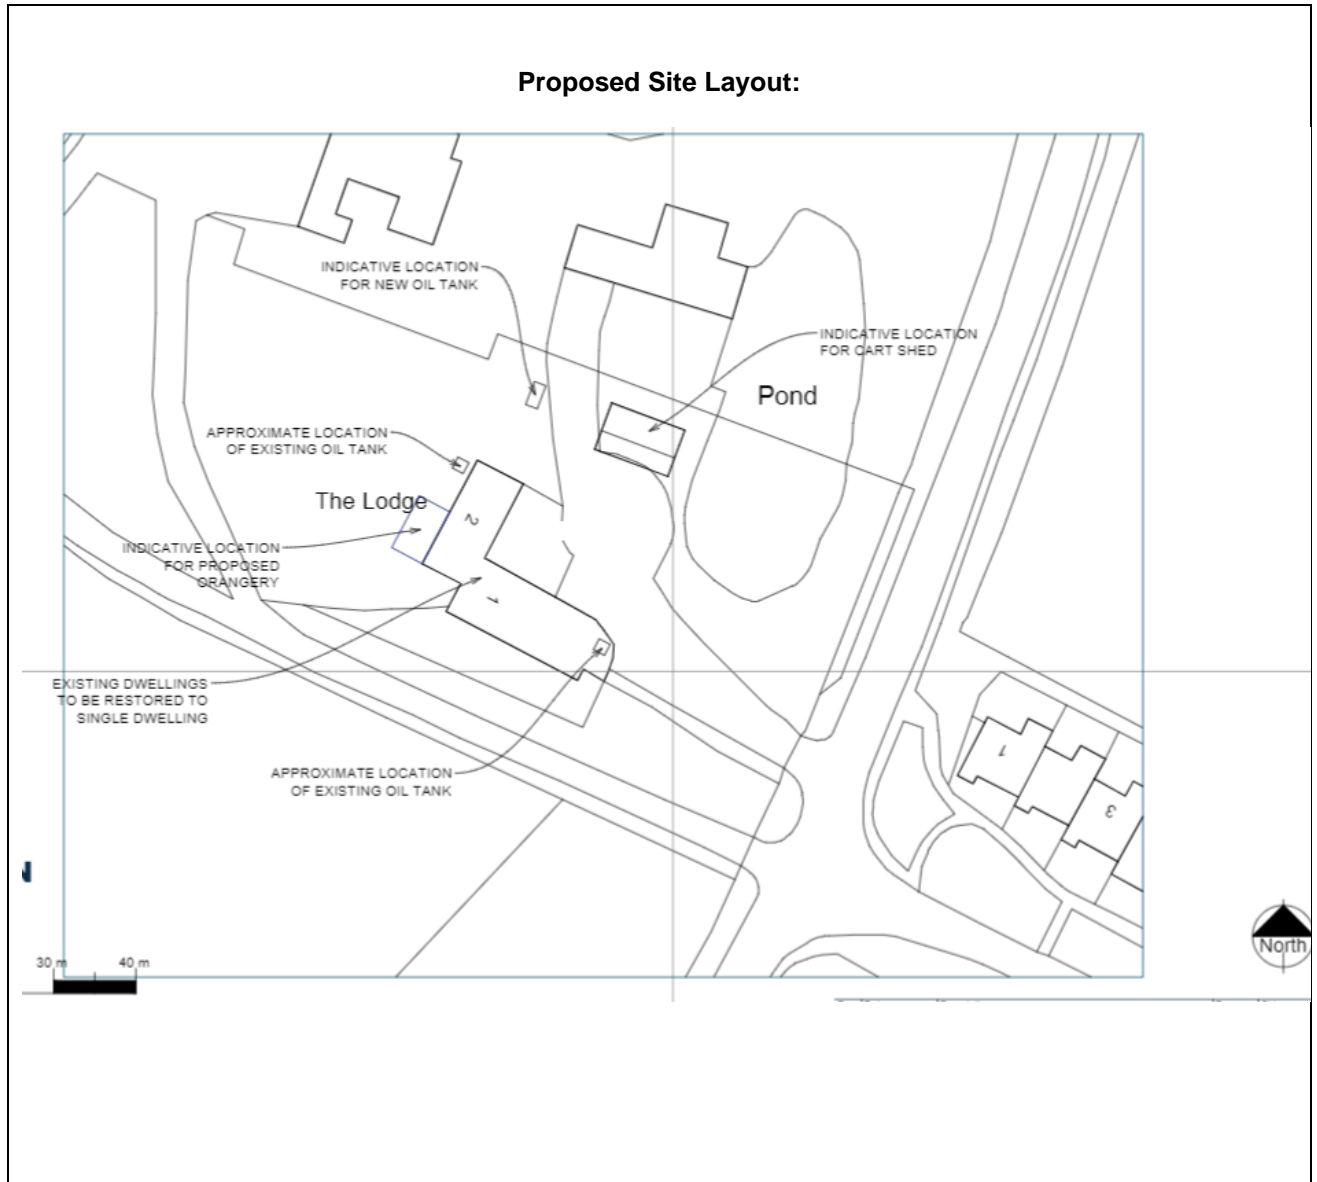 Proposed Site Layout:
INDICATIVE LOCATION
FOR NEW OIL TANK
INDICATIVE LOCATION
FOR CART SHED
Pond
APPROXIMATE LOCATION
OF EXISTING OIL TANK
The Lodge
2
INDICATIVE LOCATION
FOR PROPOSED
ORANGERY
1
EXISTING DWELLINGS
TO BE RESTORED TO
SINGLE DWELLING
APPROXIMATE LOCATION
OF EXISTING OIL TANK
1
3
North
30 m
40 m